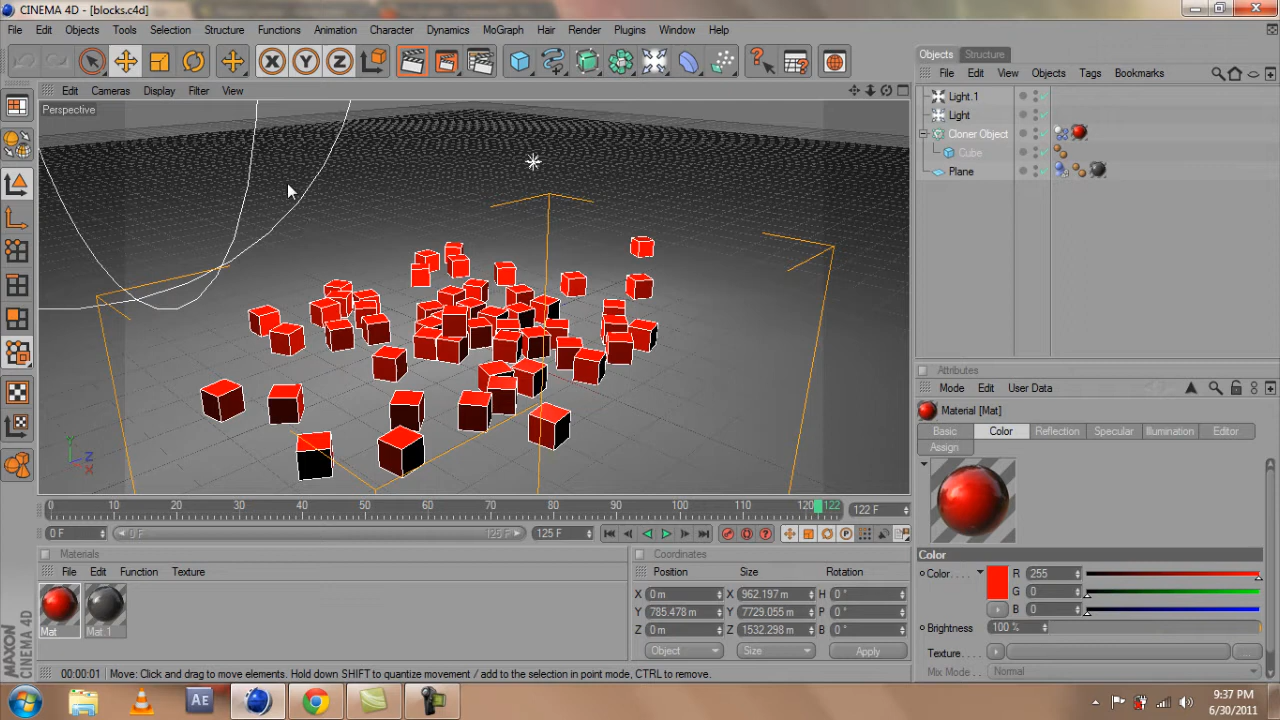 CINEMA 4D - [blocks.c4d]
File Edit Objects Tools Selection Structure Functions Animation Character Dynamics MoGraph Hair Render Plugins Window Help
Objects Structure
File Edit View Objects Tags Bookmarks
Edit Cameras Display Filter View
Perspective
Light.1
Light
Cloner Object
Cube
Plane
Y
Z
X
Attributes
Mode Edit User Data
Material [Mat]
Basic Color Reflection Specular Illumination Editor
Assign
Color
Color . . . . R 255
G 0
B 0
Brightness 100 %
Texture. . . .
Mix Mode . Normal
0 10 20 30 40 50 60 70 80 90 100 110 120 122 122 F
0 F 0 F 125 F 125 F
Materials
File Edit Function Texture
Mat Mat.1
Coordinates
Position Size Rotation
X 0 m X 962.197 m H 0 °
Y 785.478 m Y 7729.055 m P 0 °
Z 0 m Z 1532.298 m B 0 °
Object Size Apply
MAXON
CINEMA 4D
00:00:01 Move: Click and drag to move elements. Hold down SHIFT to quantize movement / add to the selection in point mode, CTRL to remove.
Ae
9:37 PM
6/30/2011